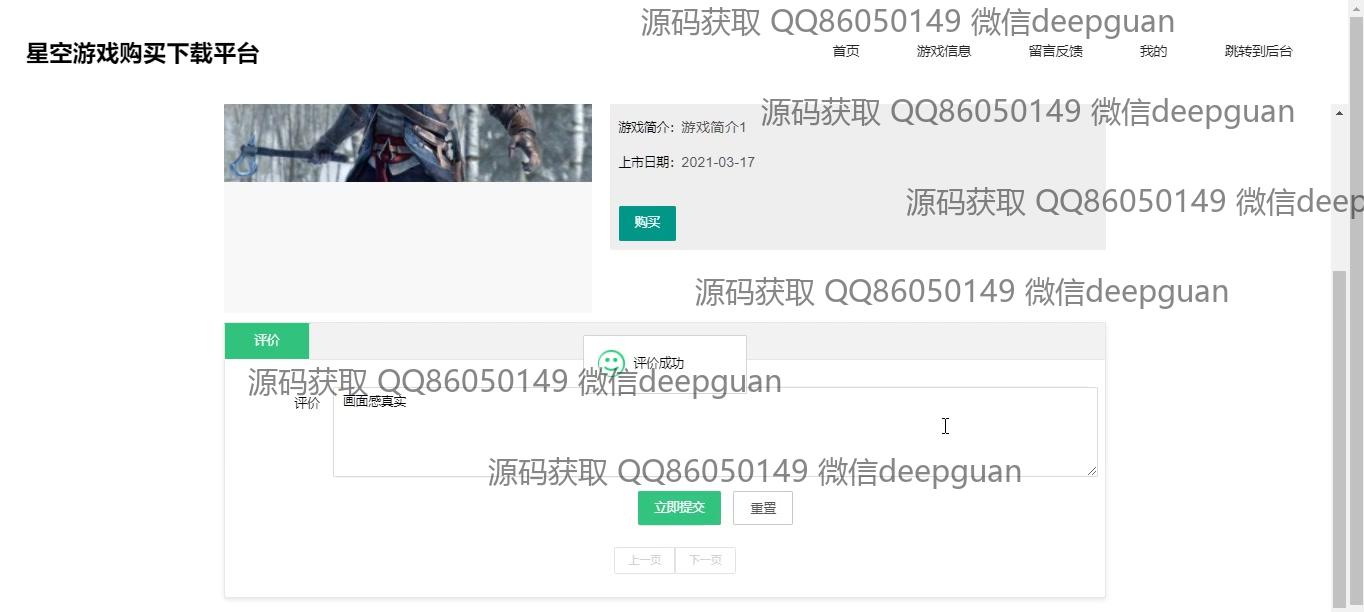 源码获取 QQ86050149 微信deepguan
星空游戏购买下载平台
首页 游戏信息 留言反馈 我的 跳转到后台
源码获取 QQ86050149 微信deepguan
游戏简介：游戏简介1
上市日期：2021-03-17
源码获取 QQ86050149 微信deep
购买
源码获取 QQ86050149 微信deepguan
评价
评价成功
源码获取 QQ86050149 微信deepguan
评价 画面感真实
源码获取 QQ86050149 微信deepguan
立即提交 重置
上一页 下一页